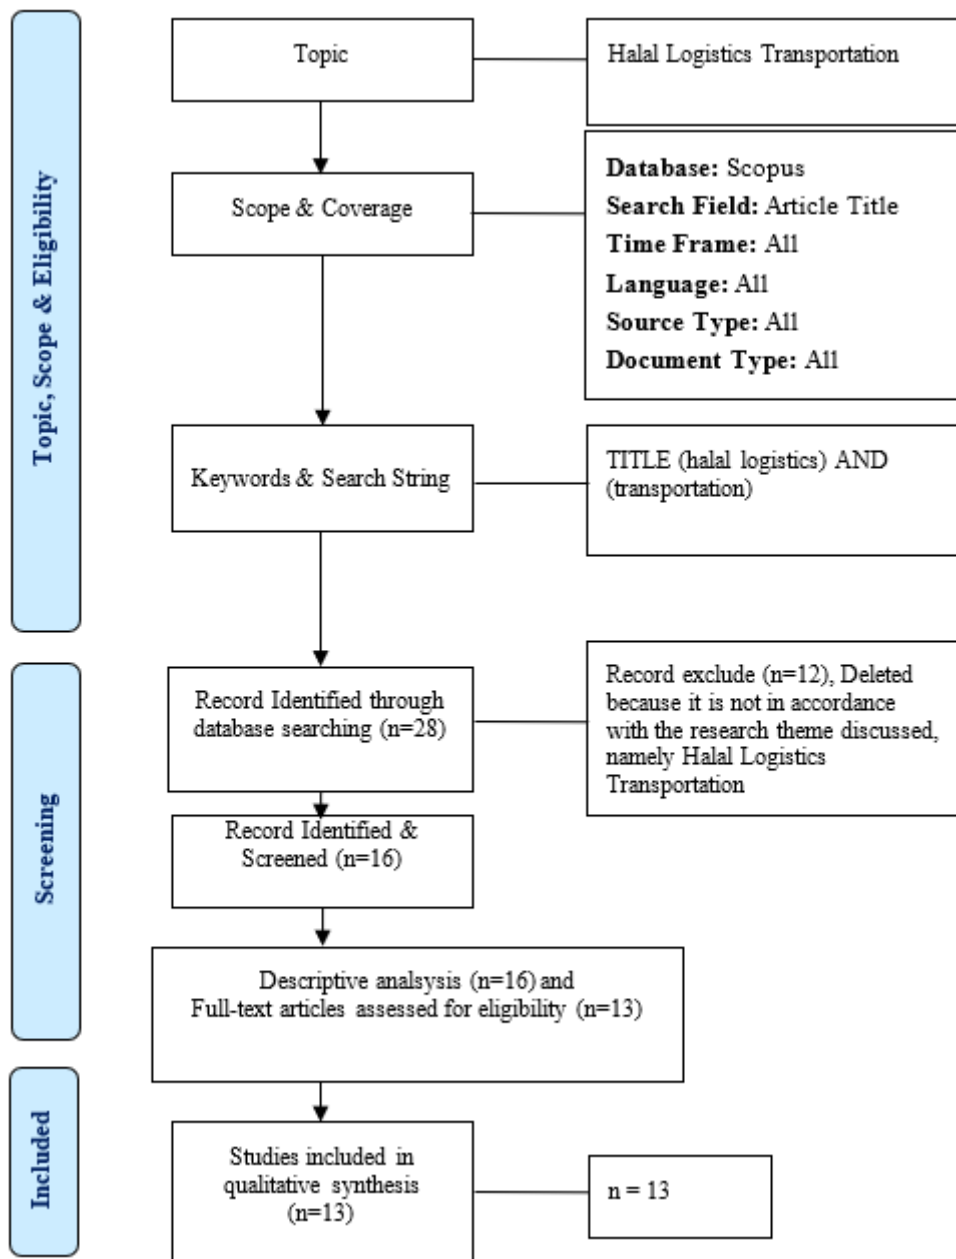 Topic, Scope & Eligibility
Topic
Halal Logistics Transportation
Scope & Coverage
Database: Scopus
Search Field: Article Title
Time Frame: All
Language: All
Source Type: All
Document Type: All
Keywords & Search String
TITLE (halal logistics) AND
(transportation)
Screening
Record Identified through
database searching (n=28)
Record exclude (n=12), Deleted
because it is not in accordance
with the research theme discussed,
namely Halal Logistics
Transportation
Record Identified &
Screened (n=16)
Descriptive analsysis (n=16) and
Full-text articles assessed for eligibility (n=13)
Included
Studies included in
qualitative synthesis
(n=13)
n = 13